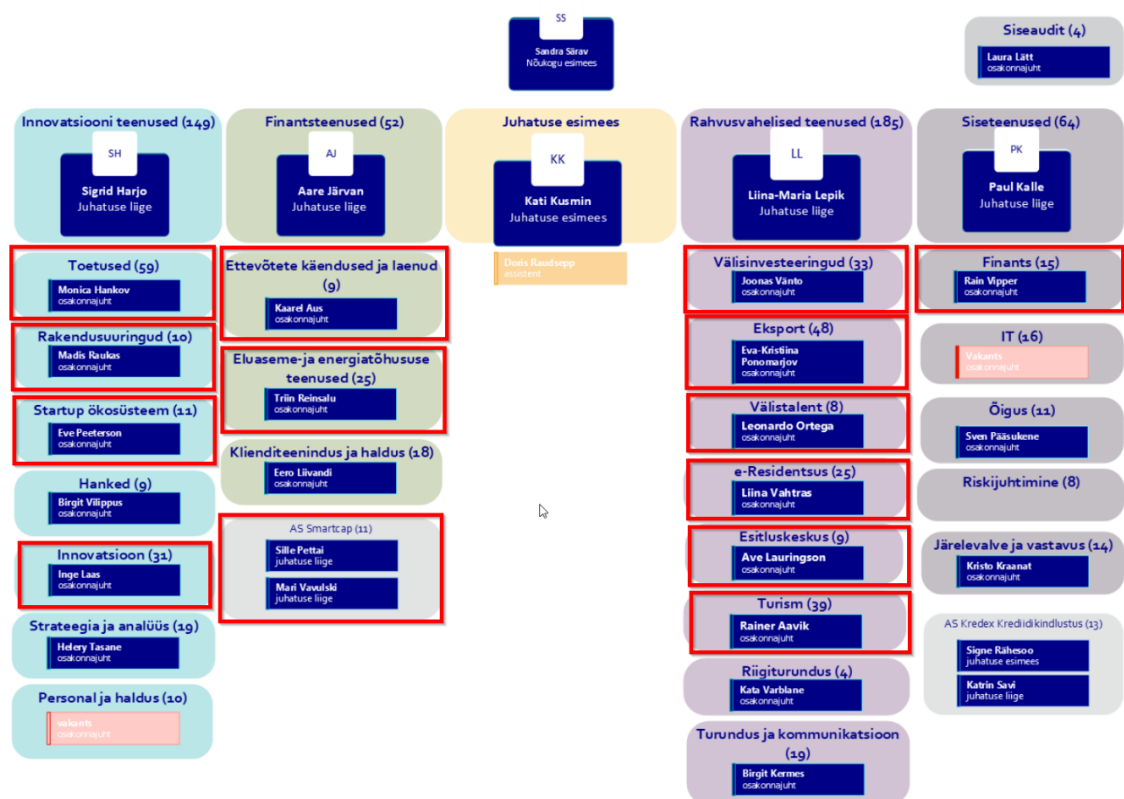 SS
Sandra Särav
Nõukogu esimees
Siseaudit (4)
Laura Lätt
osakonnajuht
Innovatsiooni teenused (149)
SH
Sigrid Harjo
Juhatuse liige
Toetused (59)
Monica Hankov
osakonnajuht
Rakendusuuringud (10)
Madis Raukas
osakonnajuht
Startup ökosüsteem (11)
Eve Peeterson
osakonnajuht
Hanked (9)
Birgit Vilippus
osakonnajuht
Innovatsioon (31)
Inge Laas
osakonnajuht
Strateegia ja analüüs (19)
Helery Tasane
osakonnajuht
Personal ja haldus (10)
vakants
osakonnajuht
Finantsteenused (52)
AJ
Aare Järvan
Juhatuse liige
Ettevõtete käendused ja laenud
(9)
Kaarel Aus
osakonnajuht
Eluaseme-ja energiatõhususe
teenused (25)
Triin Reinsalu
osakonnajuht
Klienditeenindus ja haldus (18)
Eero Liivandi
osakonnajuht
AS Smartcap (11)
Sille Pettai
juhatuse liige
Mari Vavulski
juhatuse liige
Juhatuse esimees
KK
Kati Kusmin
Juhatuse esimees
Doris Raudsepp
assistent
Rahvusvahelised teenused (185)
LL
Liina-Maria Lepik
Juhatuse liige
Välisinvesteeringud (33)
Joonas Vänto
osakonnajuht
Eksport (48)
Eva-Kristiina
Ponomarjov
osakonnajuht
Välistalent (8)
Leonardo Ortega
osakonnajuht
e-Residentsus (25)
Liina Vahtras
osakonnajuht
Esitluskeskus (9)
Ave Lauringson
osakonnajuht
Turism (39)
Rainer Aavik
osakonnajuht
Riigiturundus (4)
Kata Varblane
osakonnajuht
Turundus ja kommunikatsioon
(19)
Birgit Kermes
osakonnajuht
Siseteenused (64)
PK
Paul Kalle
Juhatuse liige
Finants (15)
Rain Vipper
osakonnajuht
IT (16)
Vakants
osakonnajuht
Õigus (11)
Sven Pääsukene
osakonnajuht
Riskijuhtimine (8)
Järelevalve ja vastavus (14)
Kristo Kraanat
osakonnajuht
AS Kredex Krediidikindlustus (13)
Signe Rähesoo
juhatuse esimees
Katrin Savi
juhatuse liige